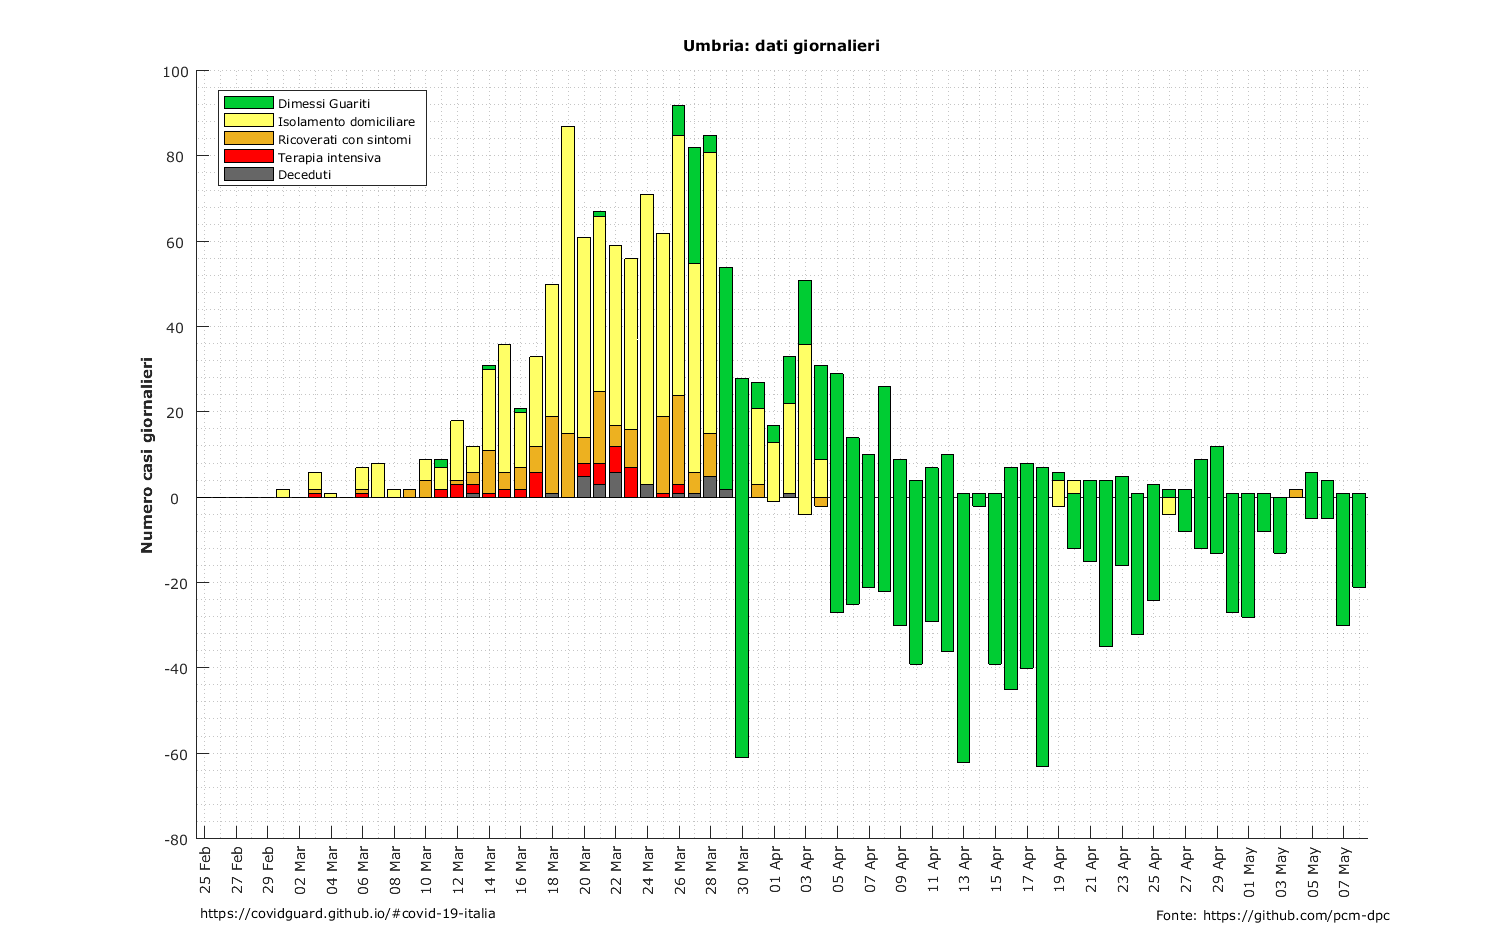 Umbria: dati giornalieri
Numero casi giornalieri
100
80
60
40
20
0
-20
-40
-60
-80
Dimessi Guariti
Isolamento domiciliare
Ricoverati con sintomi
Terapia intensiva
Deceduti
25 Feb
27 Feb
29 Feb
02 Mar
04 Mar
06 Mar
08 Mar
10 Mar
12 Mar
14 Mar
16 Mar
18 Mar
20 Mar
22 Mar
24 Mar
26 Mar
28 Mar
30 Mar
01 Apr
03 Apr
05 Apr
07 Apr
09 Apr
11 Apr
13 Apr
15 Apr
17 Apr
19 Apr
21 Apr
23 Apr
25 Apr
27 Apr
29 Apr
01 May
03 May
05 May
07 May
https://covidguard.github.io/#covid-19-italia
Fonte: https://github.com/pcm-dpc